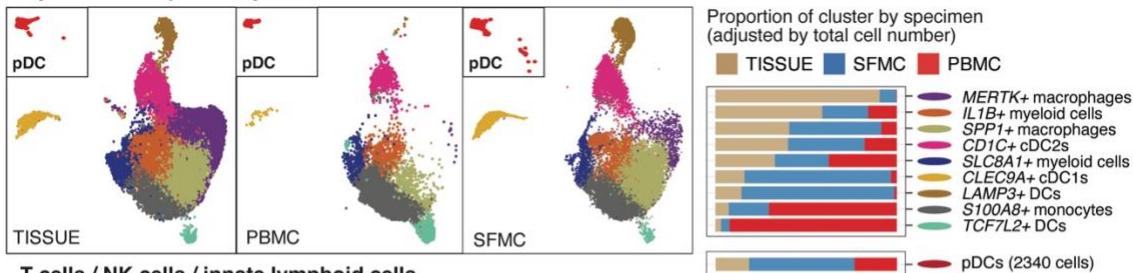 pDC
pDC
pDC
TISSUE
PBMC
SFMC
Proportion of cluster by specimen
(adjusted by total cell number)
TISSUE SFMC PBMC
MERTK+ macrophages
IL1B+ myeloid cells
SPP1+ macrophages
CD1C+ cDC2s
SLC8A1+ myeloid cells
CLEC9A+ cDC1s
LAMP3+ DCs
S100A8+ monocytes
TCF7L2+ DCs
pDCs (2340 cells)
T cells / NK cells / innate lymphoid cells